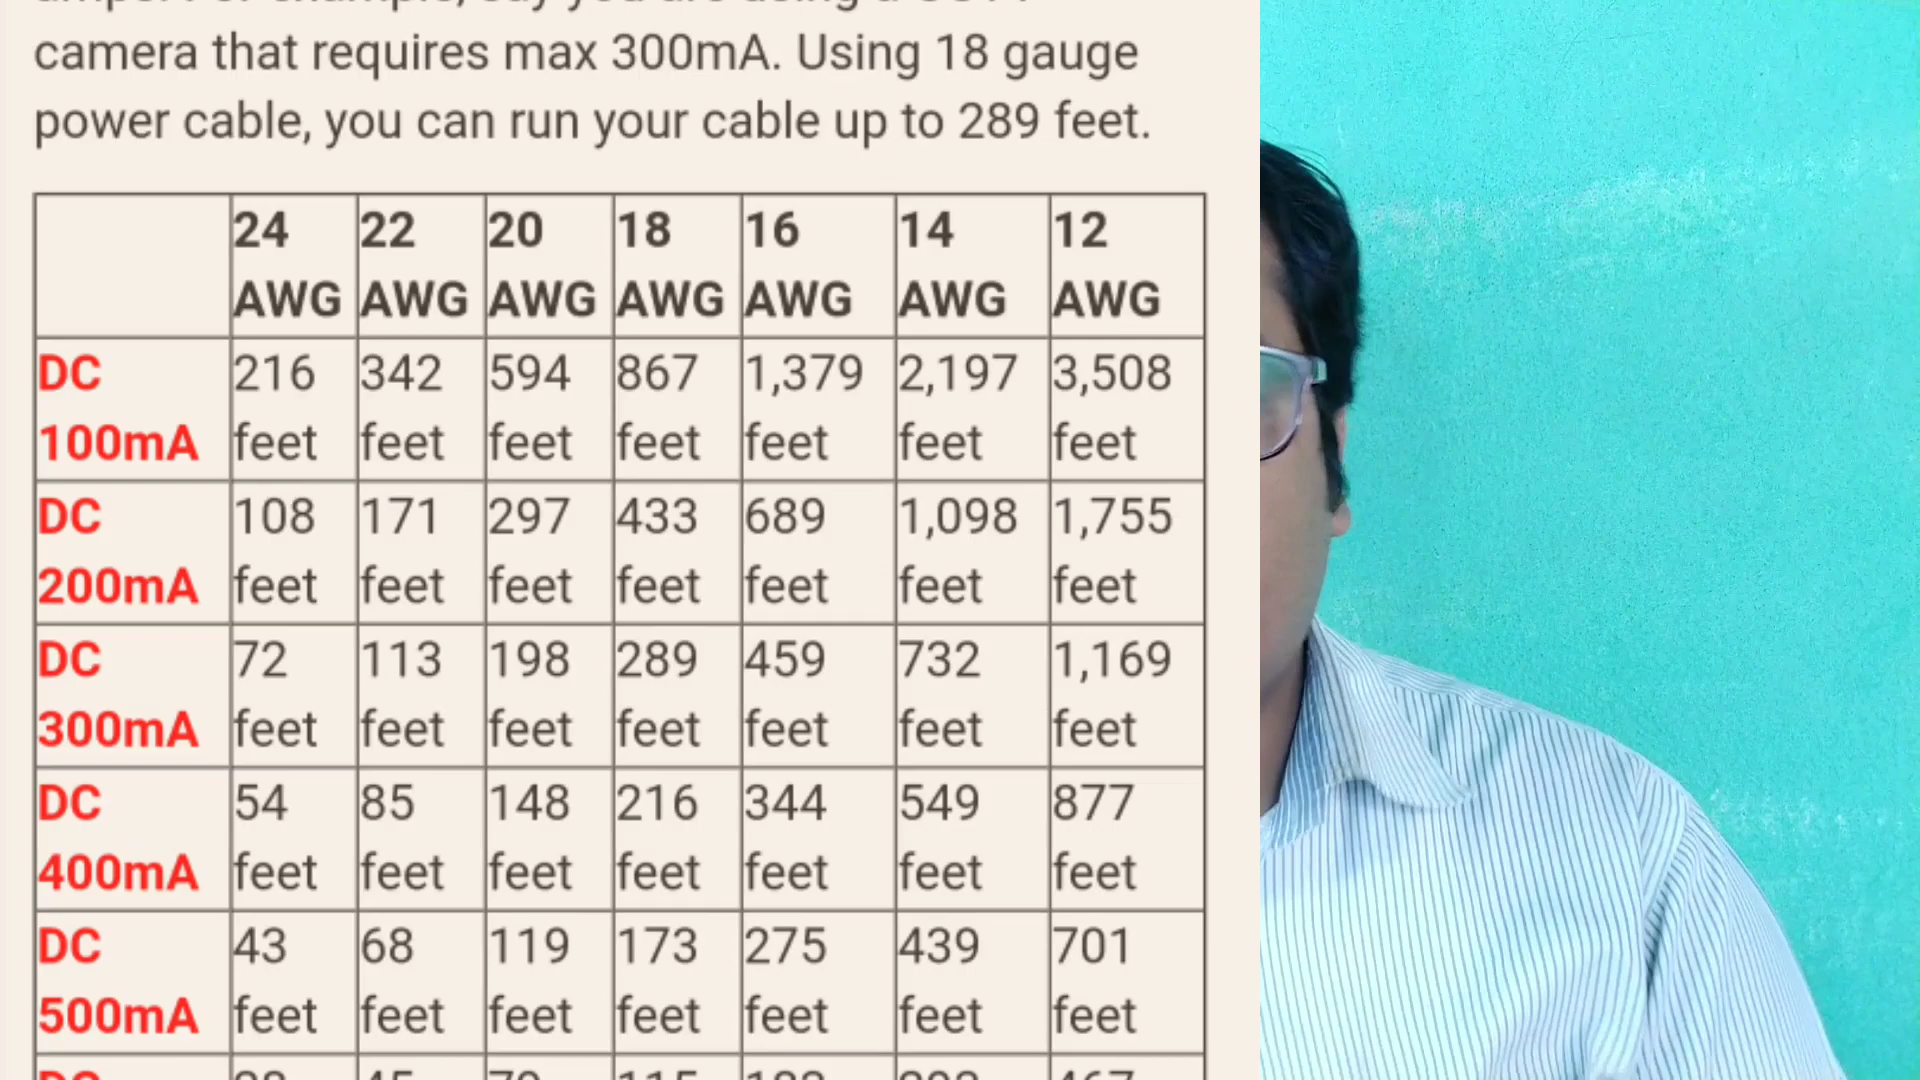 camera that requires max 300mA. Using 18 gauge
power cable, you can run your cable up to 289 feet.
24 AWG 22 AWG 20 AWG 18 AWG 16 AWG 14 AWG 12 AWG
DC 100mA 216 feet 342 feet 594 feet 867 feet 1,379 feet 2,197 feet 3,508 feet
DC 200mA 108 feet 171 feet 297 feet 433 feet 689 feet 1,098 feet 1,755 feet
DC 300mA 72 feet 113 feet 198 feet 289 feet 459 feet 732 feet 1,169 feet
DC 400mA 54 feet 85 feet 148 feet 216 feet 344 feet 549 feet 877 feet
DC 500mA 43 feet 68 feet 119 feet 173 feet 275 feet 439 feet 701 feet